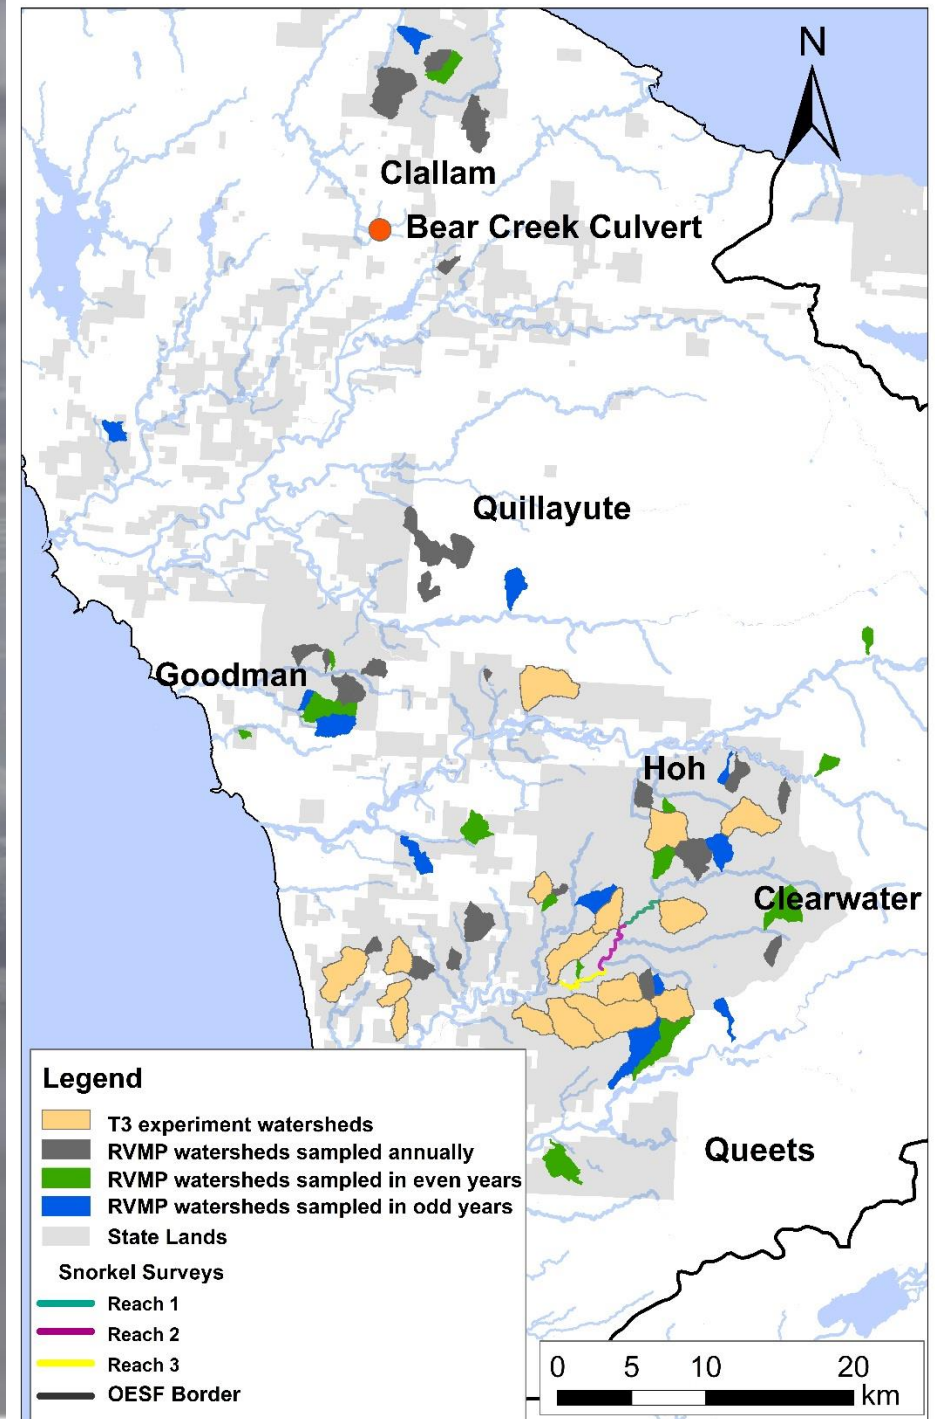 N
Clallam
Bear Creek Culvert
Quillayute
Goodman
Hoh
Clearwater
Queets
Legend
T3 experiment watersheds
RVMP watersheds sampled annually
RVMP watersheds sampled in even years
RVMP watersheds sampled in odd years
State Lands
Snorkel Surveys
Reach 1
Reach 2
Reach 3
OESF Border
0 5 10 20
km